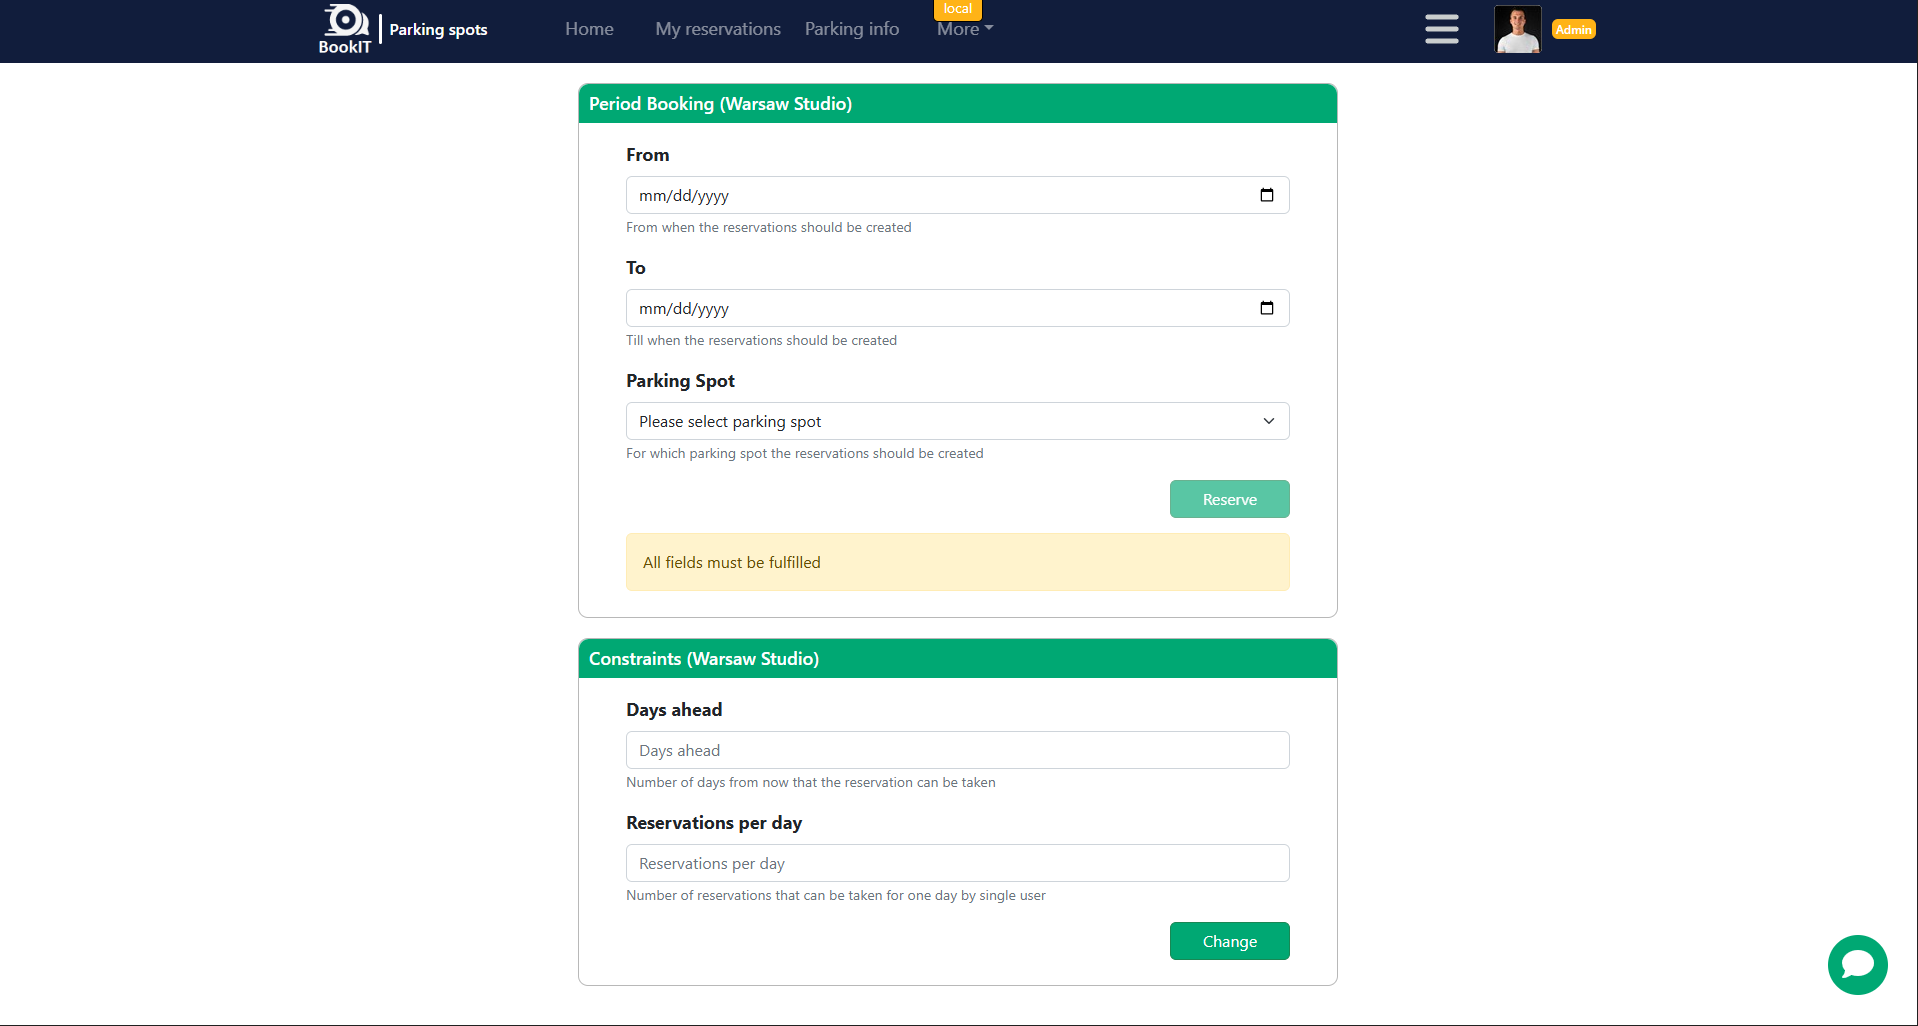 local
BookIT
Parking spots
Home
My reservations
Parking info
More
Admin
Period Booking (Warsaw Studio)
From
mm/dd/yyyy
From when the reservations should be created
To
mm/dd/yyyy
Till when the reservations should be created
Parking Spot
Please select parking spot
For which parking spot the reservations should be created
Reserve
All fields must be fulfilled
Constraints (Warsaw Studio)
Days ahead
Days ahead
Number of days from now that the reservation can be taken
Reservations per day
Reservations per day
Number of reservations that can be taken for one day by single user
Change